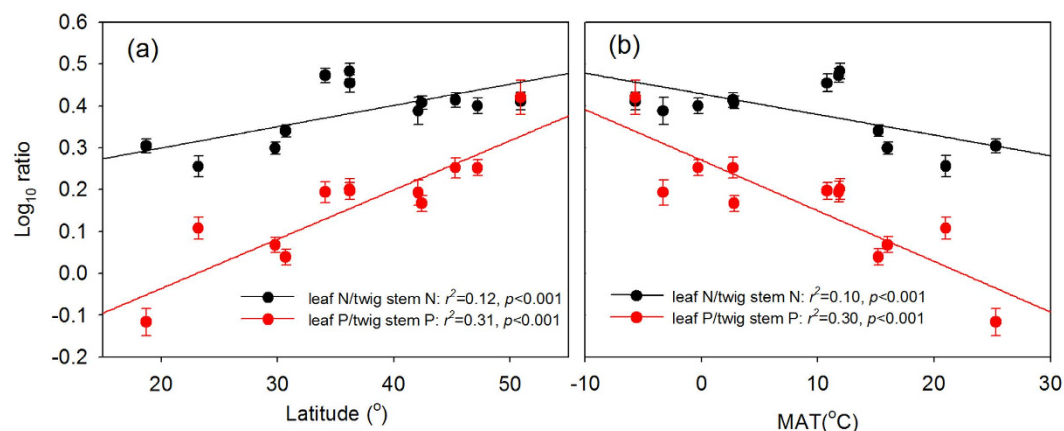 0.6
0.5
0.4
0.3
0.2
0.1
0.0
-0.1
-0.2
Log10 ratio
(a)
leaf N/twig stem N: r²=0.12, p<0.001
leaf P/twig stem P: r²=0.31, p<0.001
20 30 40 50
Latitude (°)
(b)
leaf N/twig stem N: r²=0.10, p<0.001
leaf P/twig stem P: r²=0.30, p<0.001
-10 0 10 20 30
MAT(°C)